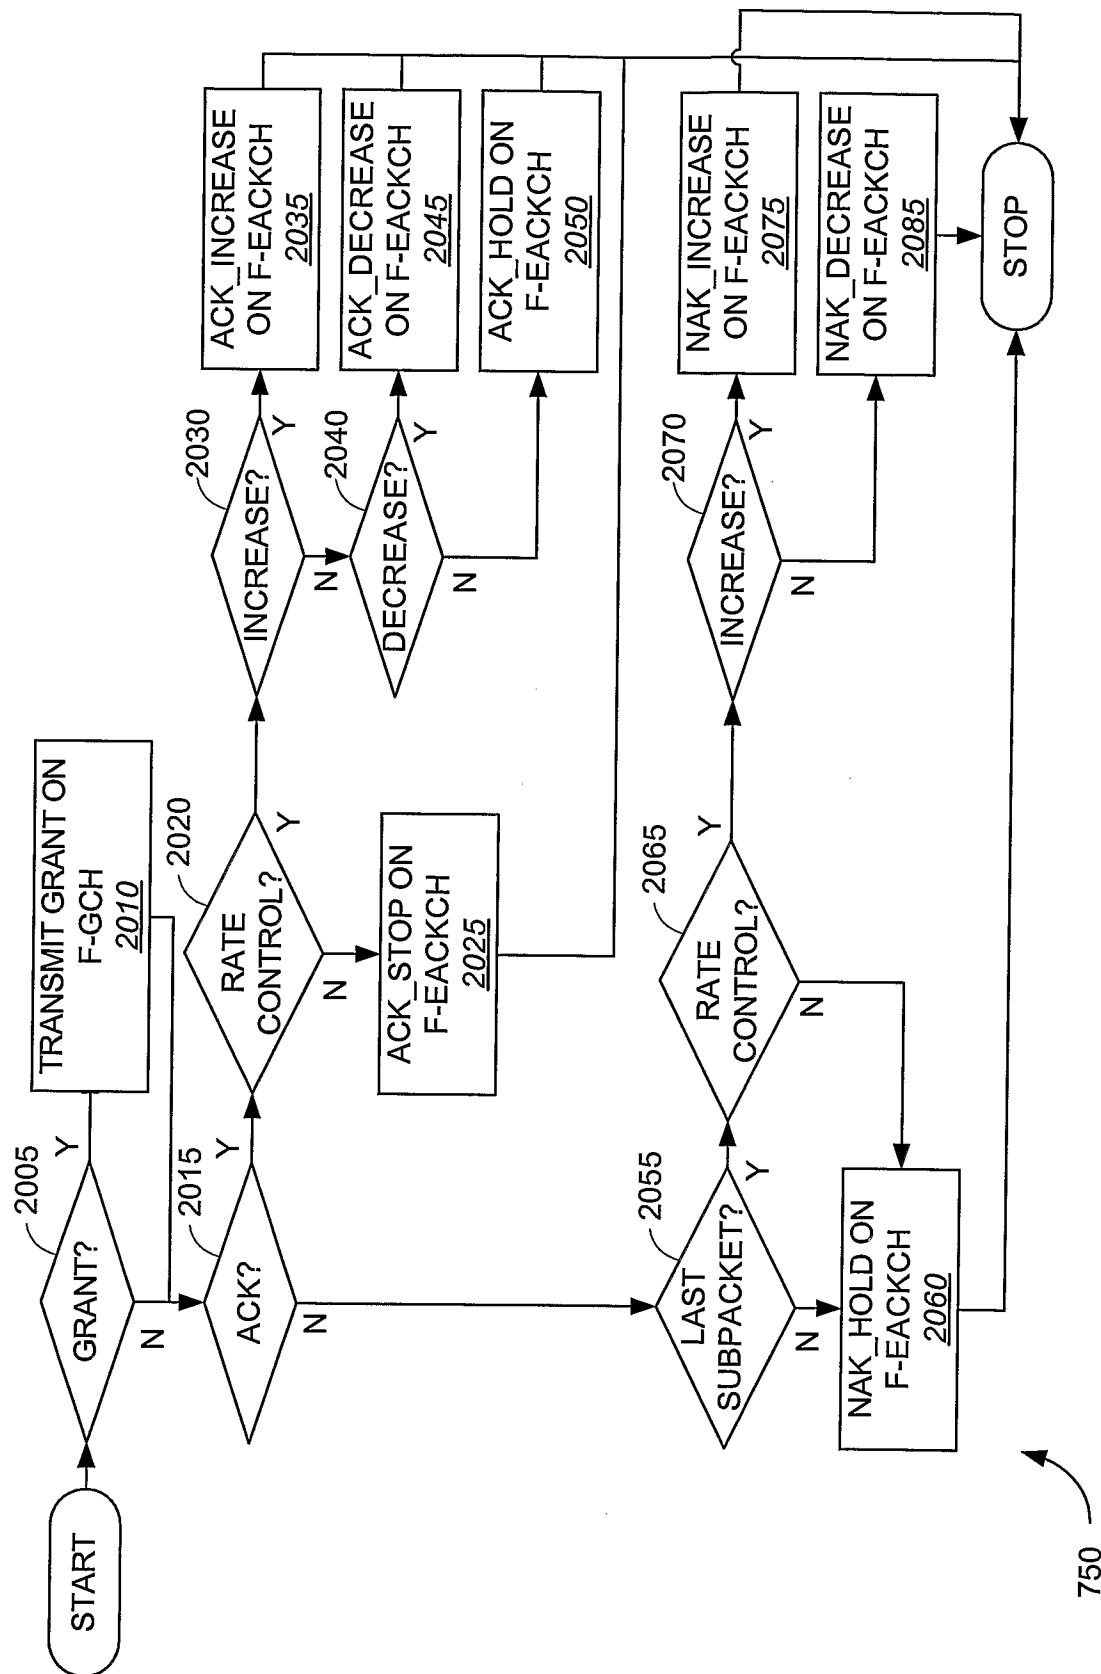 START
GRANT?
2005
Y
N
TRANSMIT GRANT ON
F-GCH
2010
ACK?
2015
Y
N
RATE
CONTROL?
2020
Y
N
ACK_STOP ON
F-EACKCH
2025
INCREASE?
2030
Y
N
ACK_INCREASE
ON F-EACKCH
2035
DECREASE?
2040
Y
N
ACK_DECREASE
ON F-EACKCH
2045
ACK_HOLD ON
F-EACKCH
2050
LAST
SUBPACKET?
2055
Y
N
NAK_HOLD ON
F-EACKCH
2060
RATE
CONTROL?
2065
Y
N
INCREASE?
2070
Y
N
NAK_INCREASE
ON F-EACKCH
2075
NAK_DECREASE
ON F-EACKCH
2085
STOP
750